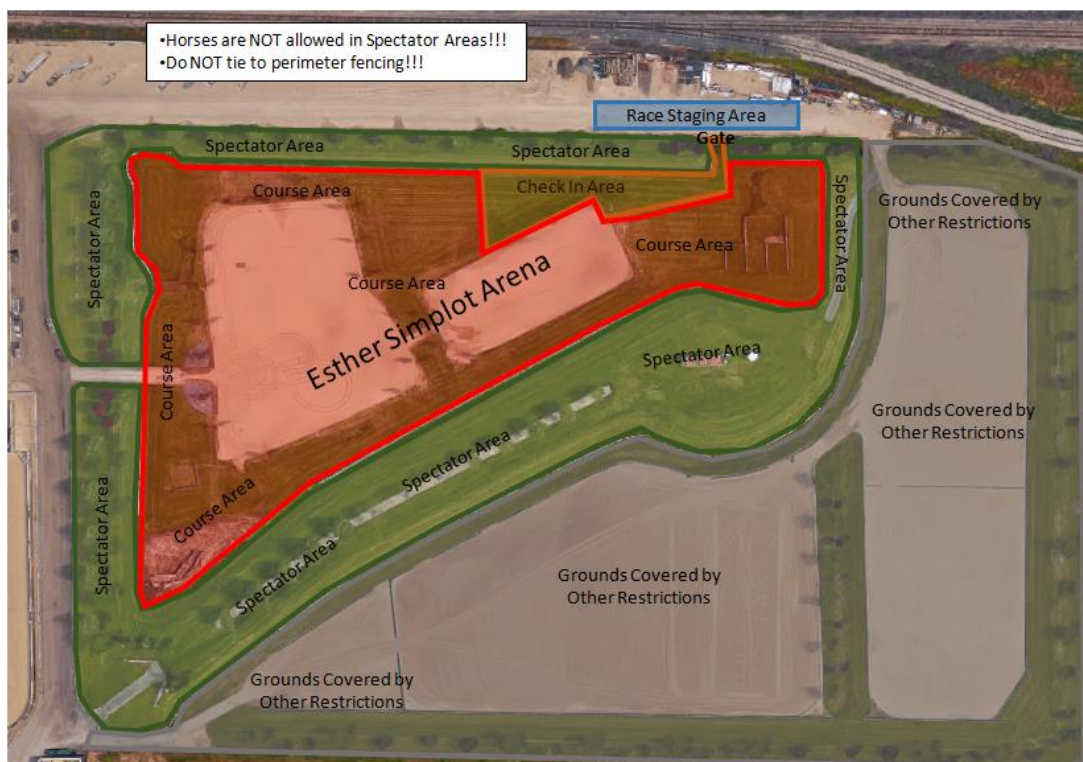 •Horses are NOT allowed in Spectator Areas!!!
•Do NOT tie to perimeter fencing!!!
Race Staging Area
Gate
Spectator Area
Spectator Area
Check In Area
Course Area
Spectator Area
Spectator Area
Grounds Covered by
Other Restrictions
Course Area
Course Area
Esther Simplot Arena
Course Area
Spectator Area
Grounds Covered by
Other Restrictions
Spectator Area
Course Area
Spectator Area
Spectator Area
Grounds Covered by
Other Restrictions
Grounds Covered by
Other Restrictions